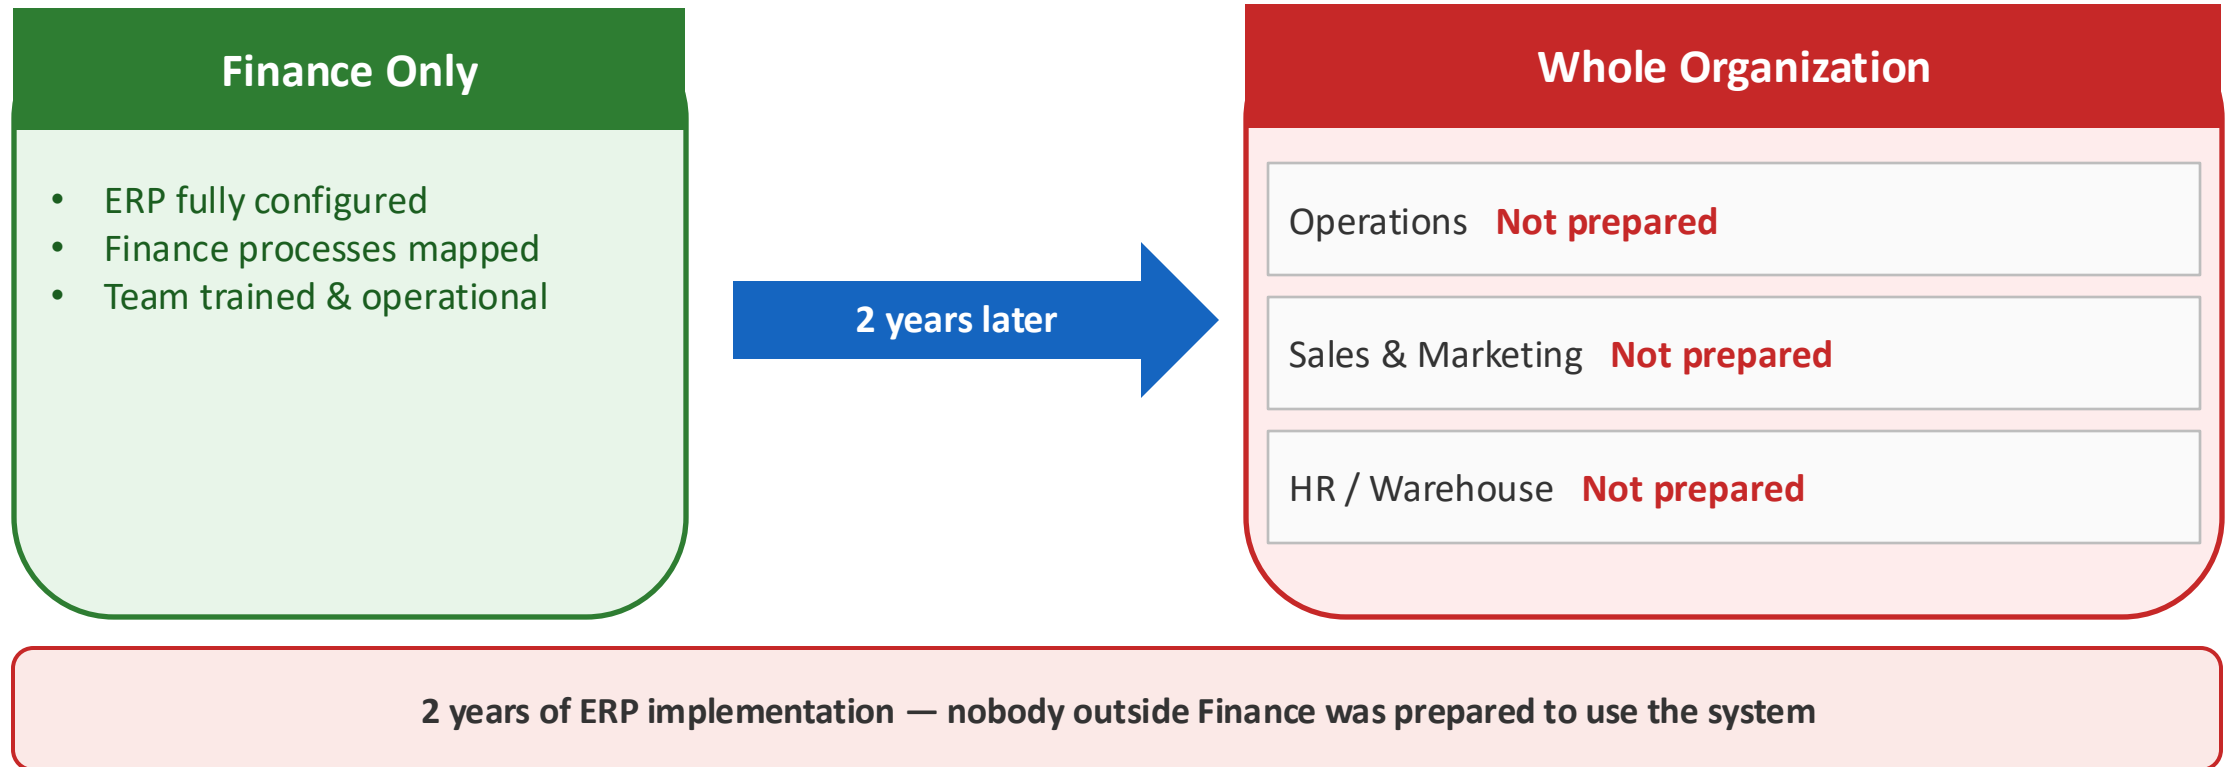 Finance Only
• ERP fully configured
• Finance processes mapped
• Team trained & operational
2 years later
Whole Organization
Operations Not prepared
Sales & Marketing Not prepared
HR / Warehouse Not prepared
2 years of ERP implementation — nobody outside Finance was prepared to use the system